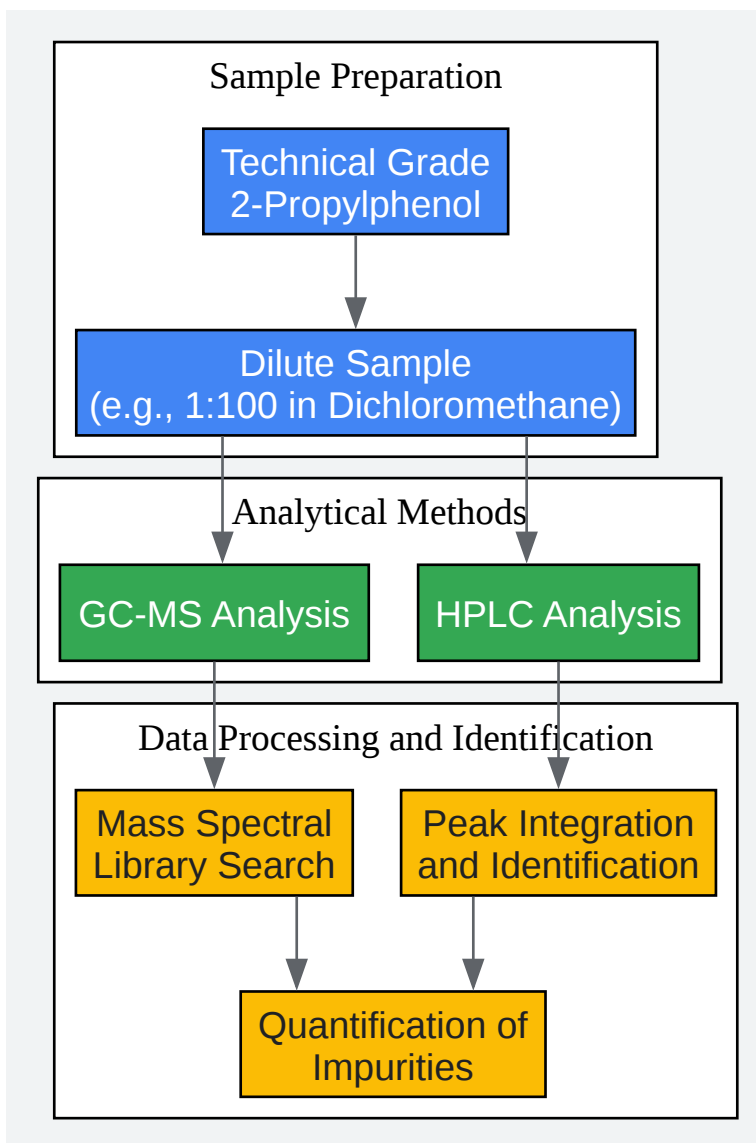 Sample Preparation
Technical Grade
2-Propylphenol
Dilute Sample
(e.g., 1:100 in Dichloromethane)
Analytical Methods
GC-MS Analysis
HPLC Analysis
Data Processing and Identification
Mass Spectral
Library Search
Peak Integration
and Identification
Quantification of
Impurities